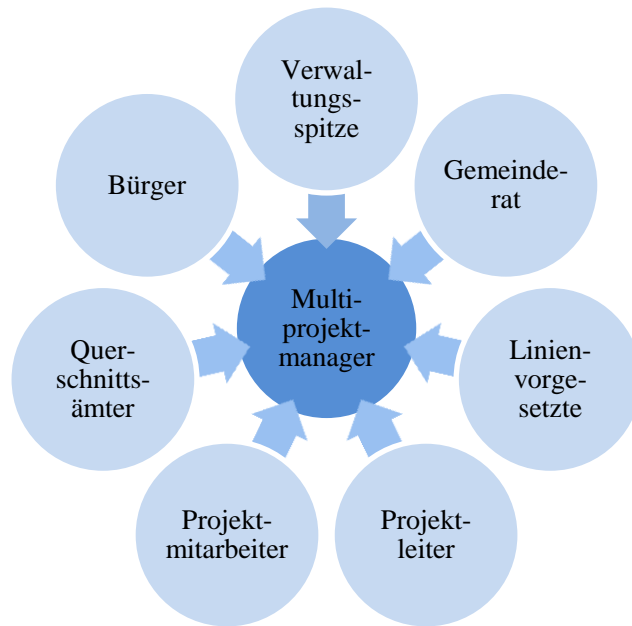 Verwal-
tungs-
spitze
Gemeinde-
rat
Linien-
vorge-
setzte
Projekt-
leiter
Projekt-
mitarbeiter
Quer-
schnitts-
ämter
Bürger
Multi-
projekt-
manager